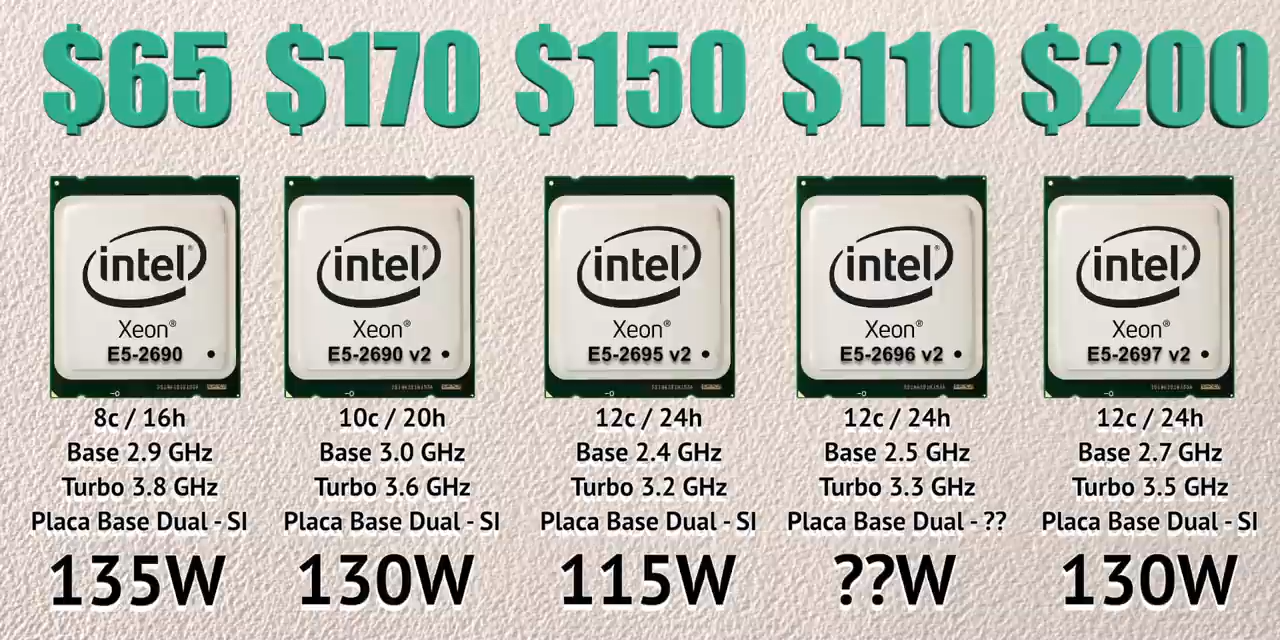 $65 $170 $150 $110 $200
intel® intel® intel® intel® intel®
Xeon® Xeon® Xeon® Xeon® Xeon®
E5-2690 E5-2690 v2 E5-2695 v2 E5-2696 v2 E5-2697 v2
8c / 16h 10c / 20h 12c / 24h 12c / 24h 12c / 24h
Base 2.9 GHz Base 3.0 GHz Base 2.4 GHz Base 2.5 GHz Base 2.7 GHz
Turbo 3.8 GHz Turbo 3.6 GHz Turbo 3.2 GHz Turbo 3.3 GHz Turbo 3.5 GHz
Placa Base Dual - SI Placa Base Dual - SI Placa Base Dual - SI Placa Base Dual - ?? Placa Base Dual - SI
135W 130W 115W ??W 130W